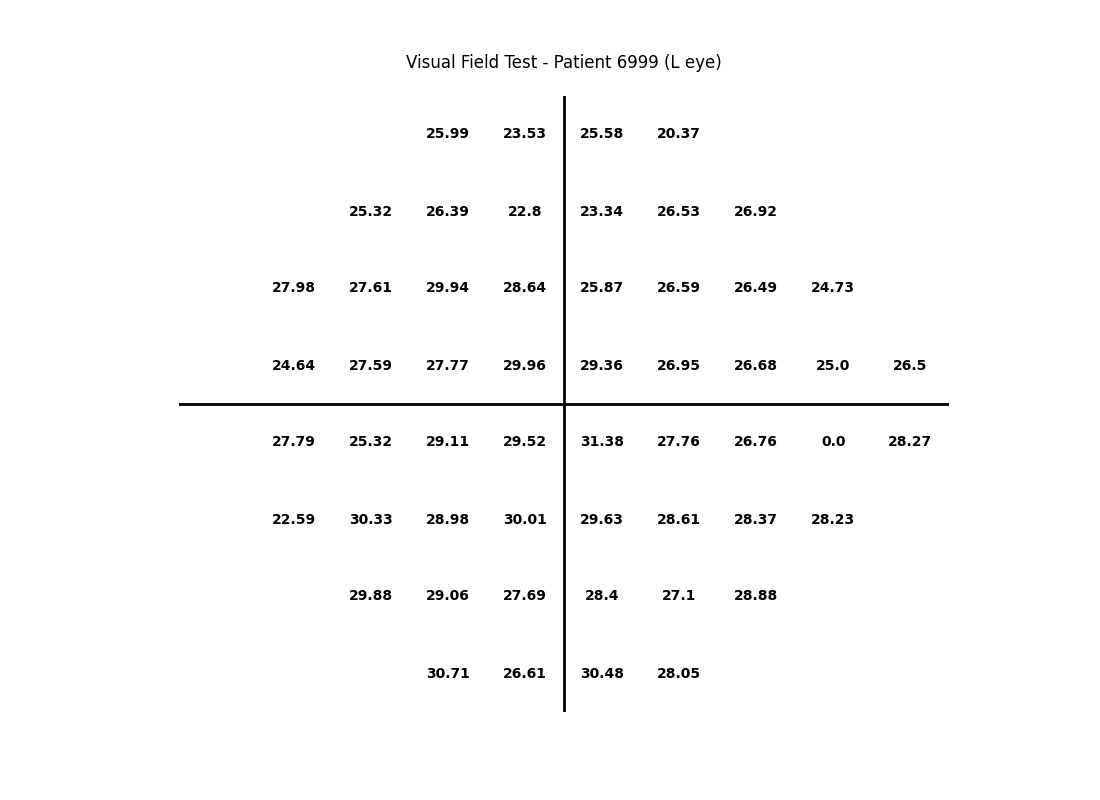 Visual Field Test - Patient 6999 (L eye)
25.99 23.53 25.58 20.37
25.32 26.39 22.8 23.34 26.53 26.92
27.98 27.61 29.94 28.64 25.87 26.59 26.49 24.73
24.64 27.59 27.77 29.96 29.36 26.95 26.68 25.0 26.5
27.79 25.32 29.11 29.52 31.38 27.76 26.76 0.0 28.27
22.59 30.33 28.98 30.01 29.63 28.61 28.37 28.23
29.88 29.06 27.69 28.4 27.1 28.88
30.71 26.61 30.48 28.05